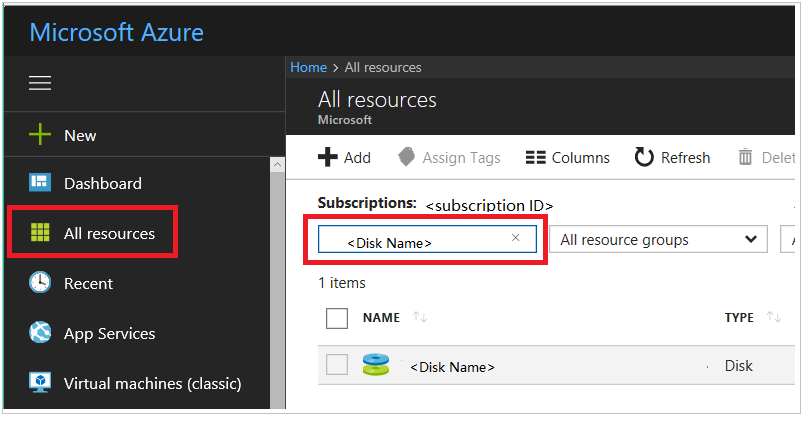 Microsoft Azure
Home > All resources
All resources
Microsoft
New
Add Assign Tags Columns Refresh Delet
Dashboard
Subscriptions: <subscription ID>
All resources
<Disk Name> × All resource groups
Recent
1 items
NAME TYPE
App Services
<Disk Name> Disk
Virtual machines (classic)